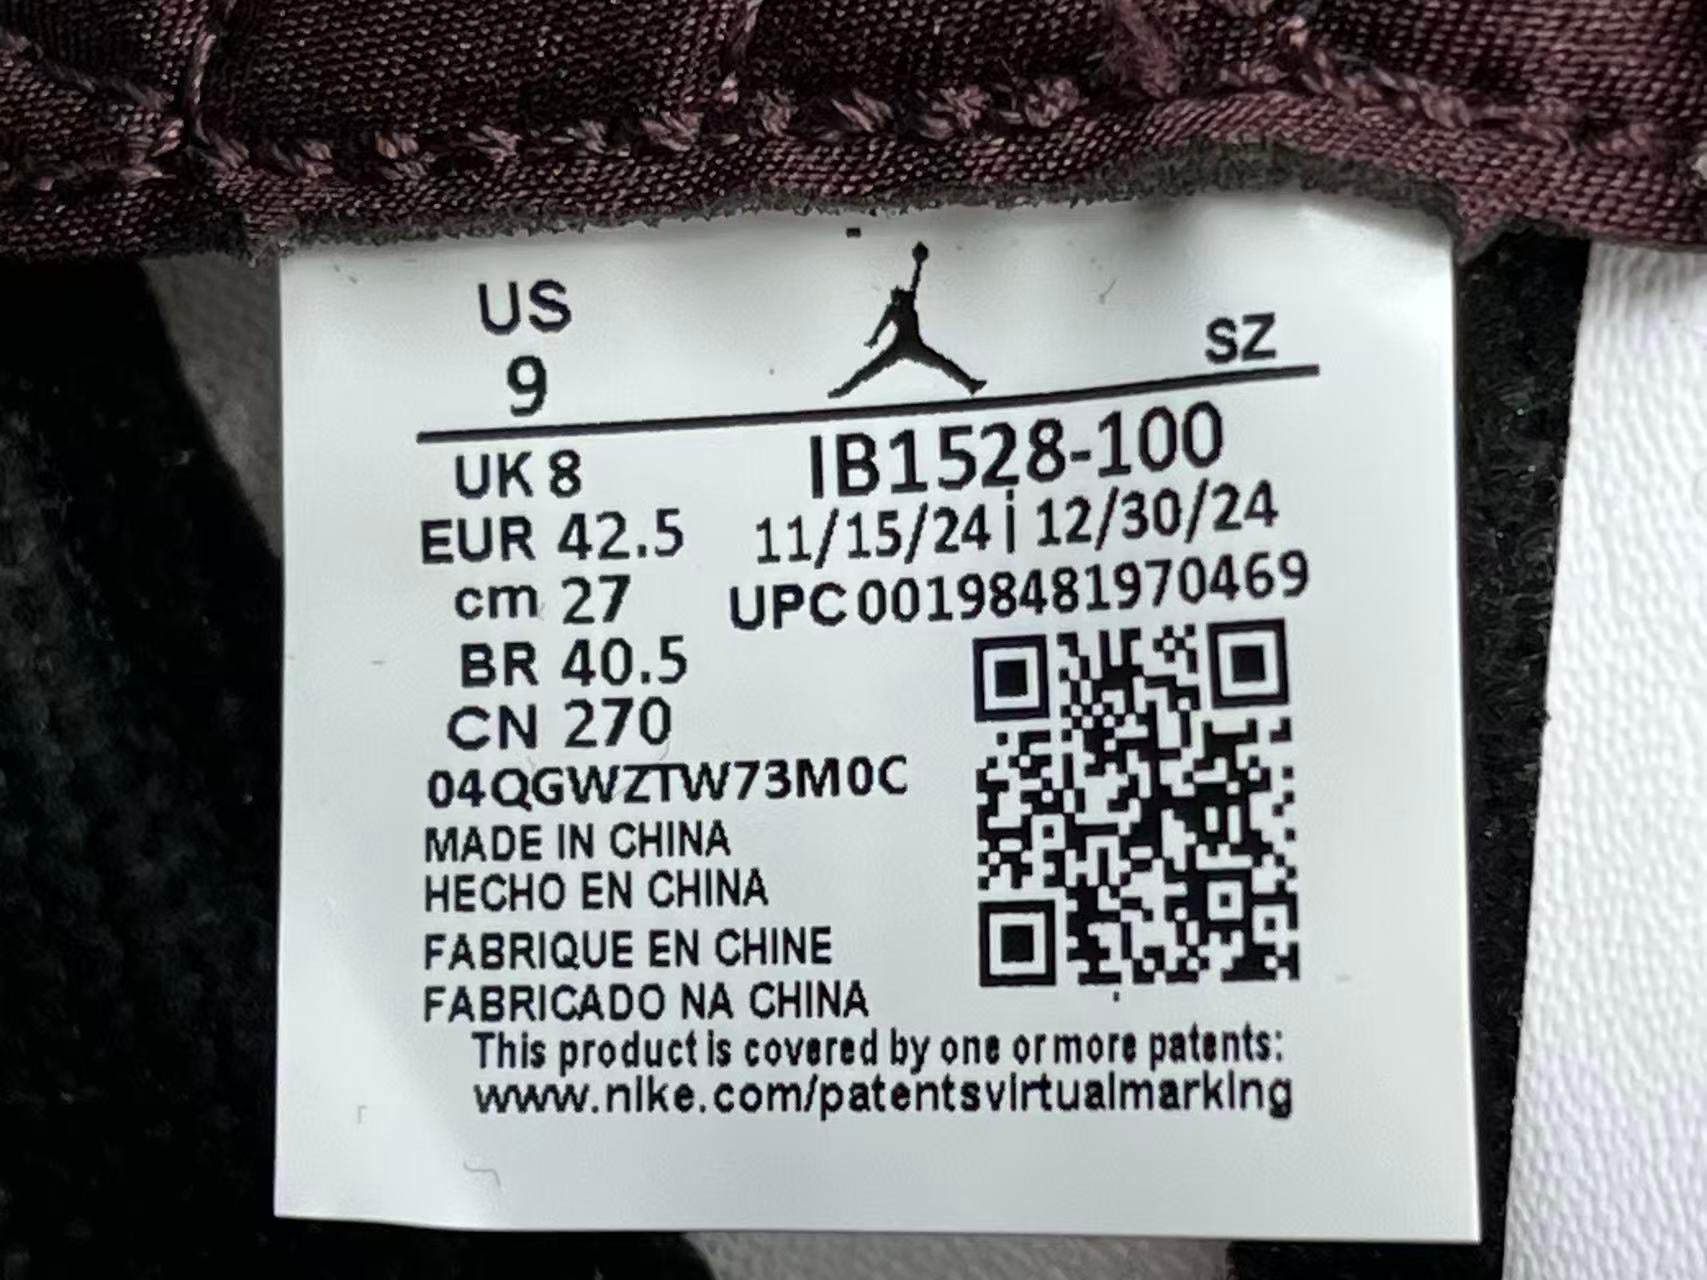 US
9
SZ
UK 8
IB1528-100
EUR 42.5
11/15/24 | 12/30/24
cm 27
UPC001984819704​69
BR 40.5
CN 270
04QGWZTW73M0C
MADE IN CHINA
HECHO EN CHINA
FABRIQUE EN CHINE
FABRICADO NA CHINA
This product is covered by one or more patents:
www.nike.com/patentsvirtualmarking